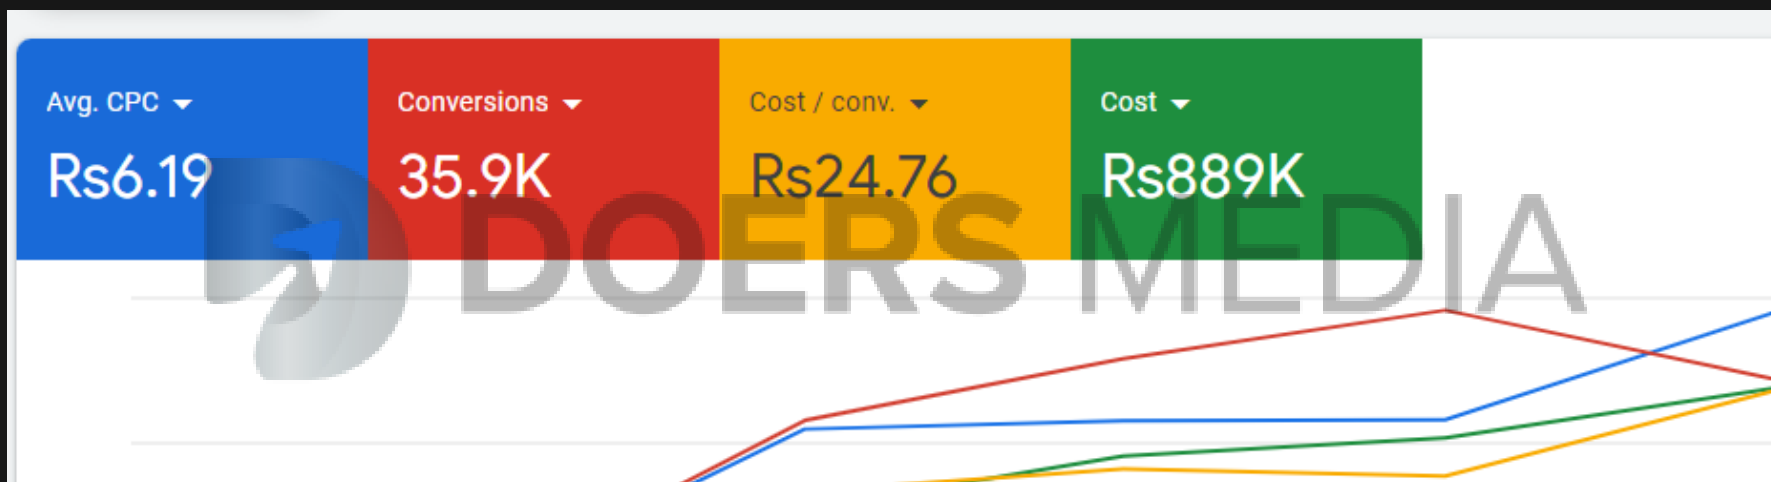 Avg. CPC
Rs6.19
Conversions
35.9K
Cost / conv.
Rs24.76
Cost
Rs889K
DOERS MEDIA